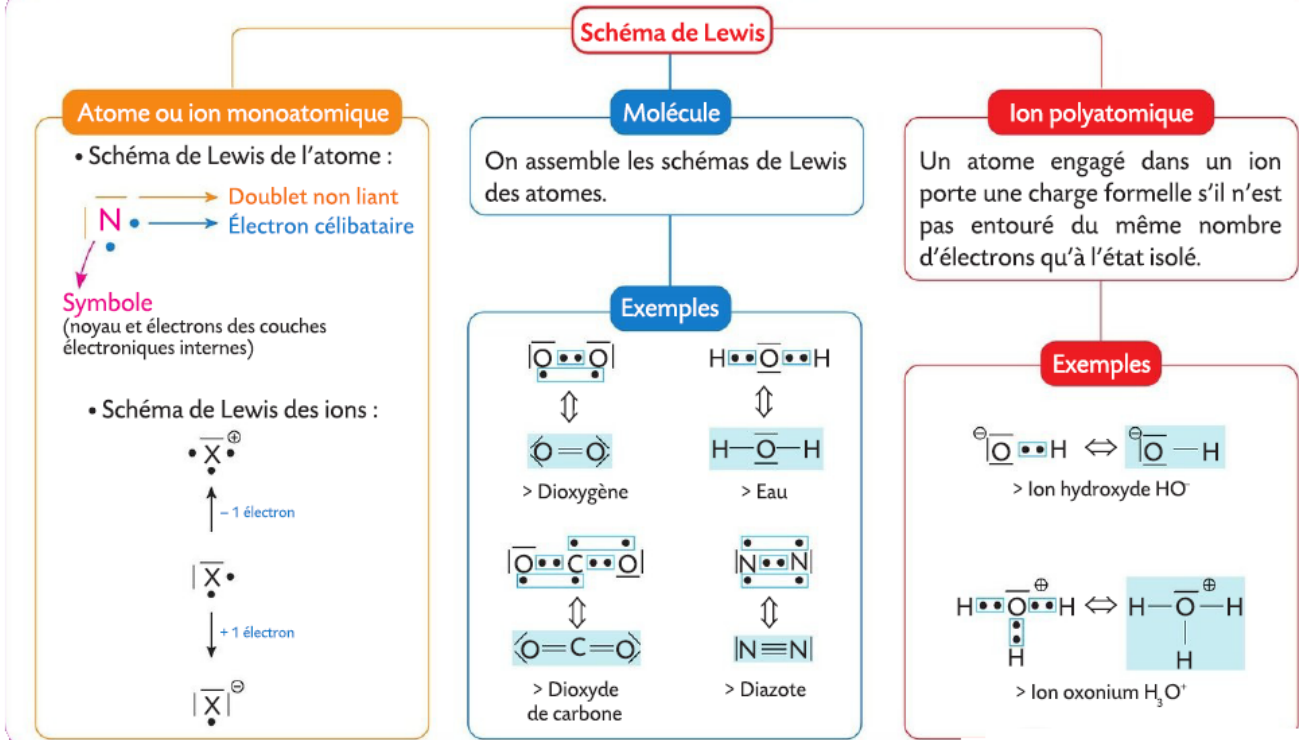 Schéma de Lewis
Atome ou ion monoatomique
• Schéma de Lewis de l'atome :
N
Doublet non liant
Électron célibataire
Symbole
(noyau et électrons des couches
électroniques internes)
• Schéma de Lewis des ions :
X ⊕
– 1 électron
X
+ 1 électron
X ⊖
Molécule
On assemble les schémas de Lewis
des atomes.
Exemples
O •• O
H •• O •• H
O = O
H — O — H
> Dioxygène
> Eau
O •• C •• O
N •• N
O = C = O
N ≡ N
> Dioxyde
de carbone
> Diazote
Ion polyatomique
Un atome engagé dans un ion
porte une charge formelle s'il n'est
pas entouré du même nombre
d'électrons qu'à l'état isolé.
Exemples
⊖ O •• H ⇔ ⊖ O — H
> Ion hydroxyde HO⁻
⊕ ⊕
H •• O •• H ⇔ H — O — H
H H
> Ion oxonium H₃O⁺